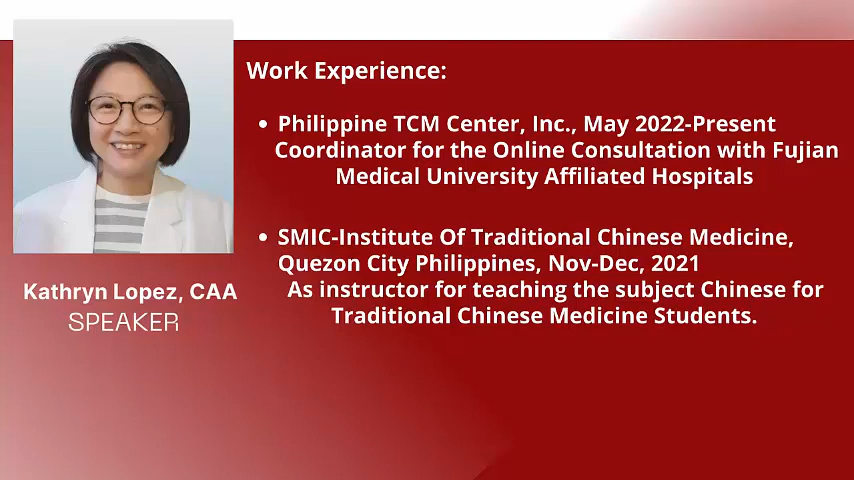 Work Experience:
• Philippine TCM Center, Inc., May 2022-Present
Coordinator for the Online Consultation with Fujian
Medical University Affiliated Hospitals
• SMIC-Institute Of Traditional Chinese Medicine,
Quezon City Philippines, Nov-Dec, 2021
As instructor for teaching the subject Chinese for
Traditional Chinese Medicine Students.
Kathryn Lopez, CAA
SPEAKER